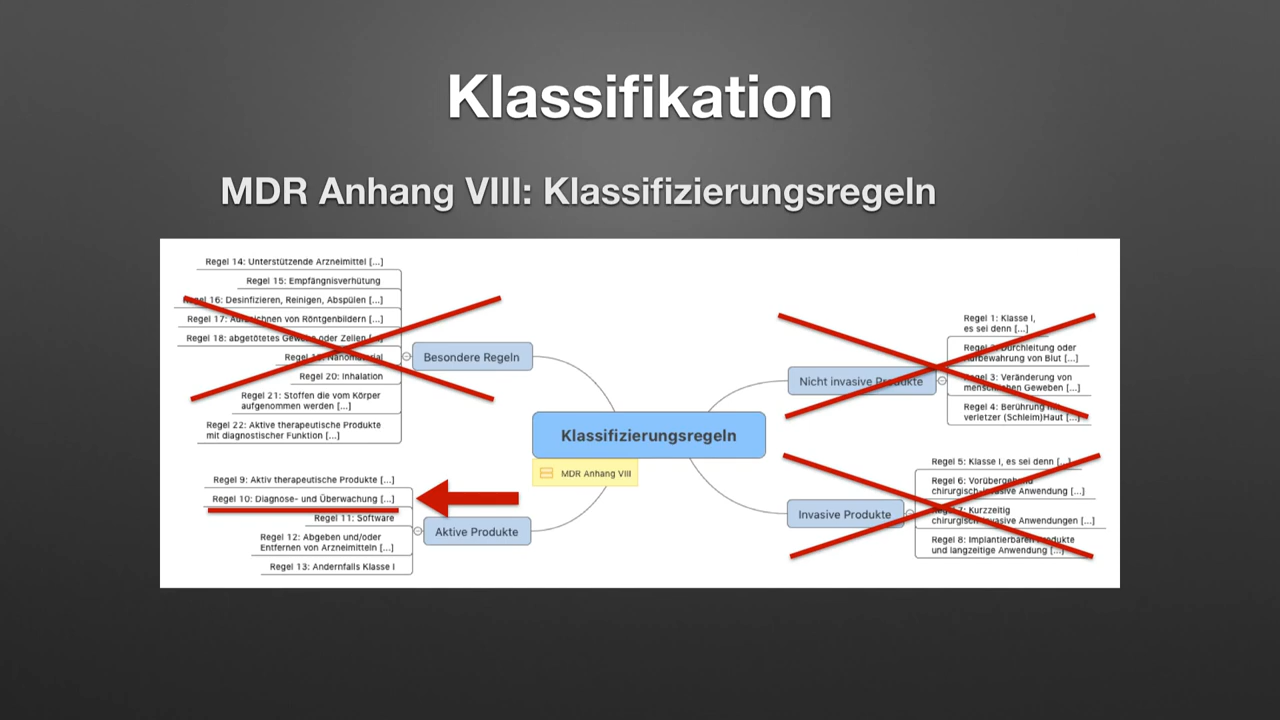 Klassifikation
MDR Anhang VIII: Klassifizierungsregeln
Regel 14: Unterstützende Arzneimittel [...]
Regel 15: Empfängnisverhütung
Regel 16: Desinfizieren, Reinigen, Abspülen [...]
Regel 17: Aufzeichnen von Röntgenbildern [...]
Regel 18: abgetötetes Gewebe oder Zellen [...]
Regel 19: Nanomaterial
Regel 20: Inhalation
Regel 21: Stoffen die vom Körper
aufgenommen werden [...]
Regel 22: Aktive therapeutische Produkte
mit diagnostischer Funktion [...]
Besondere Regeln
Regel 9: Aktiv therapeutische Produkte [...]
Regel 10: Diagnose- und Überwachung [...]
Regel 11: Software
Regel 12: Abgeben und/oder
Entfernen von Arzneimitteln [...]
Regel 13: Andernfalls Klasse I
Aktive Produkte
Klassifizierungsregeln
MDR Anhang VIII
Nicht invasive Produkte
Regel 1: Klasse I,
es sei denn [...]
Regel 2: Durchleitung oder
Aufbewahrung von Blut [...]
Regel 3: Veränderung von
menschlichen Geweben [...]
Regel 4: Berührung
verletzer (Schleim)Haut [...]
Invasive Produkte
Regel 5: Klasse I, es sei denn [...]
Regel 6: Vorübergehend
chirurgisch-invasive Anwendung [...]
Regel 7: Kurzzeitig
chirurgisch-invasive Anwendungen [...]
Regel 8: Implantierbaren Produkte
und langzeitige Anwendung [...]